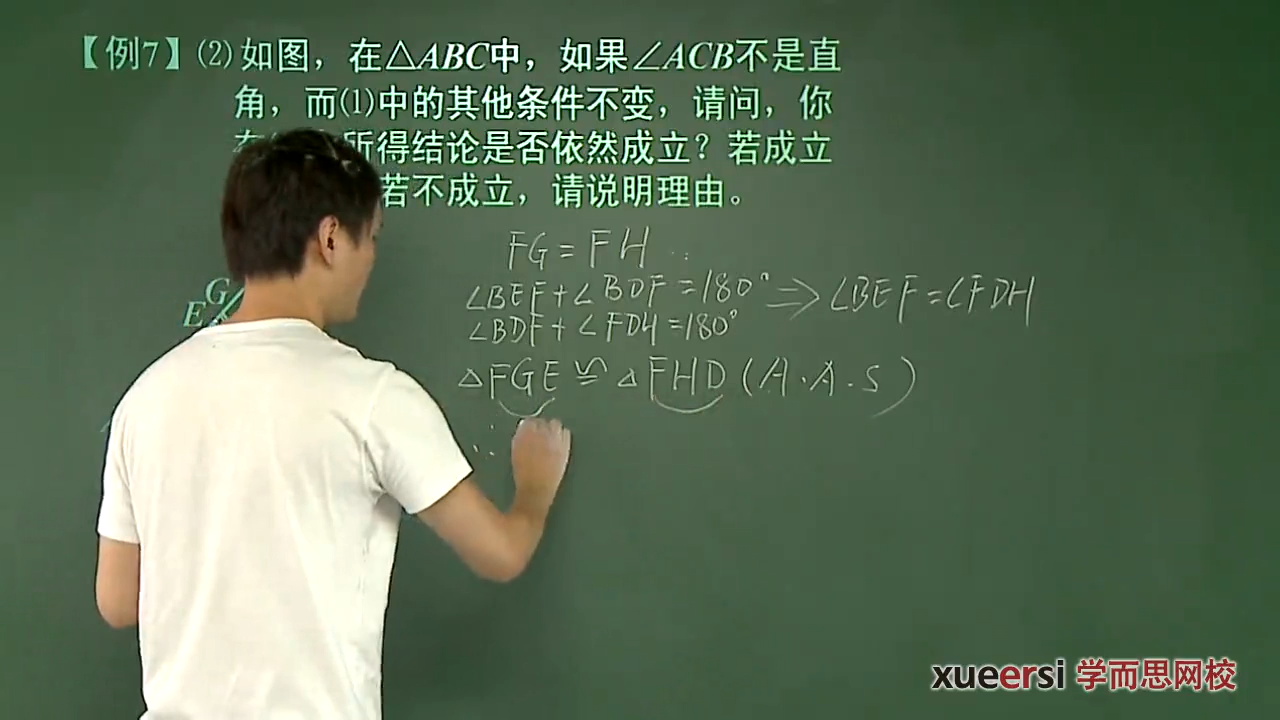 【例7】(2)如图，在△ABC中，如果∠ACB不是直
角，而(1)中的其他条件不变，请问，你
所得结论是否依然成立？若成立
若不成立，请说明理由。
FG = FH
∠BEF+∠BDF=180° ⇒ ∠BEF=∠FDH
∠BDF+∠FDH=180°
△FGE ≌ △FHD (A.A.S)
∴
G
E
xueersi 学而思网校